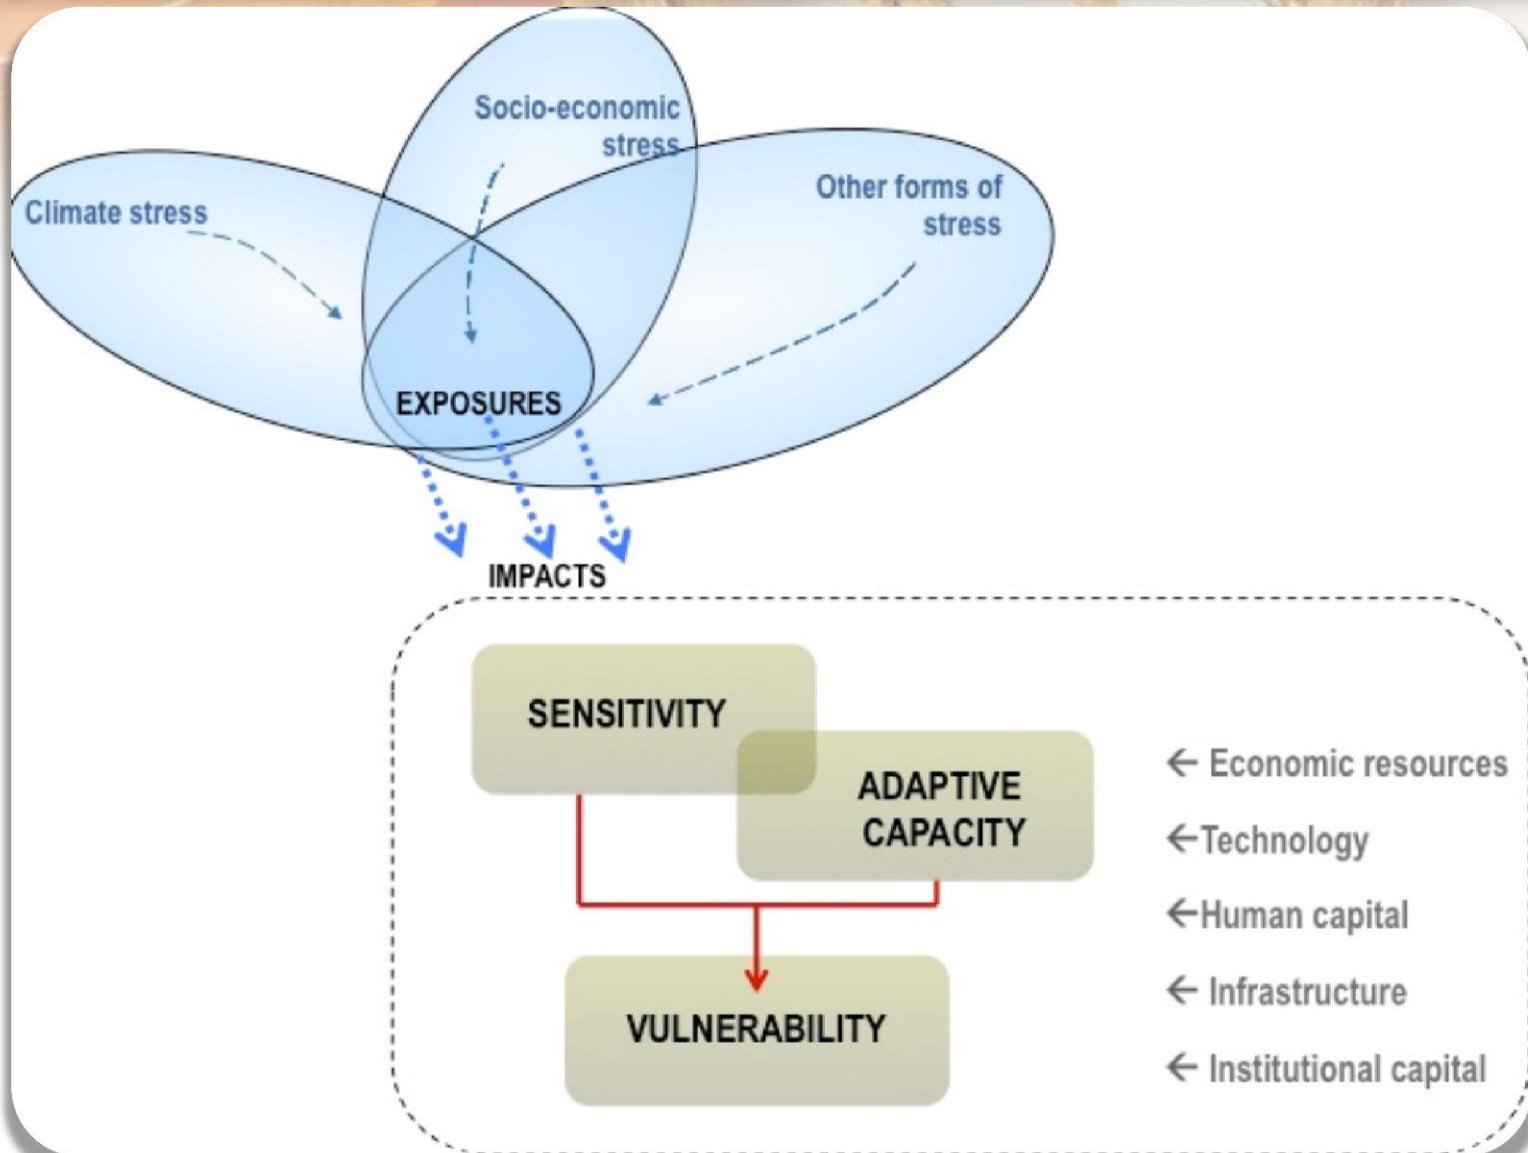 Socio-economic
stress
Climate stress
Other forms of
stress
EXPOSURES
IMPACTS
SENSITIVITY
ADAPTIVE
CAPACITY
VULNERABILITY
← Economic resources
←Technology
←Human capital
← Infrastructure
← Institutional capital